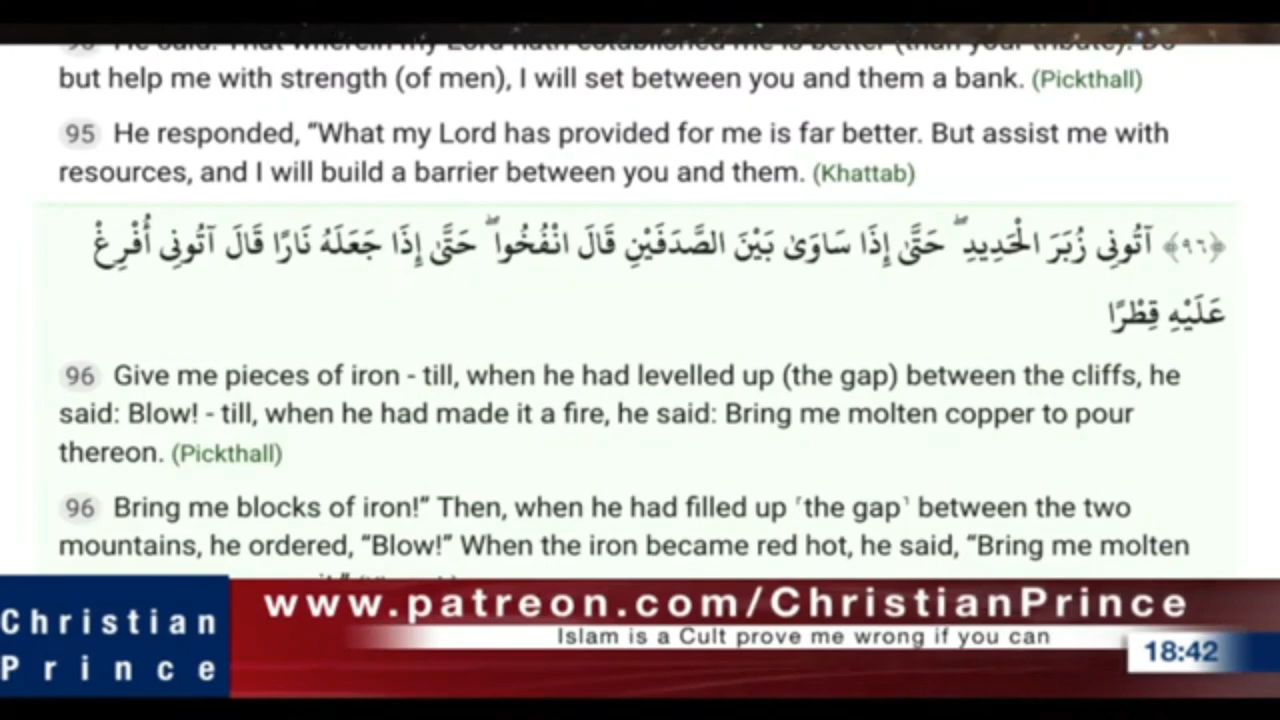 but help me with strength (of men), I will set between you and them a bank. (Pickthall)
95 He responded, “What my Lord has provided for me is far better. But assist me with
resources, and I will build a barrier between you and them. (Khattab)
﴿٩٦﴾ آتُونِي زُبَرَ الْحَدِيدِ ۖ حَتَّىٰ إِذَا سَاوَىٰ بَيْنَ الصَّدَفَيْنِ قَالَ انْفُخُوا ۖ حَتَّىٰ إِذَا جَعَلَهُ نَارًا قَالَ آتُونِي أُفْرِغْ
عَلَيْهِ قِطْرًا
96 Give me pieces of iron - till, when he had levelled up (the gap) between the cliffs, he
said: Blow! - till, when he had made it a fire, he said: Bring me molten copper to pour
thereon. (Pickthall)
96 Bring me blocks of iron!” Then, when he had filled up ˹the gap˺ between the two
mountains, he ordered, “Blow!” When the iron became red hot, he said, “Bring me molten
www.patreon.com/ChristianPrince
Islam is a Cult prove me wrong if you can
Christian
Prince
18:42